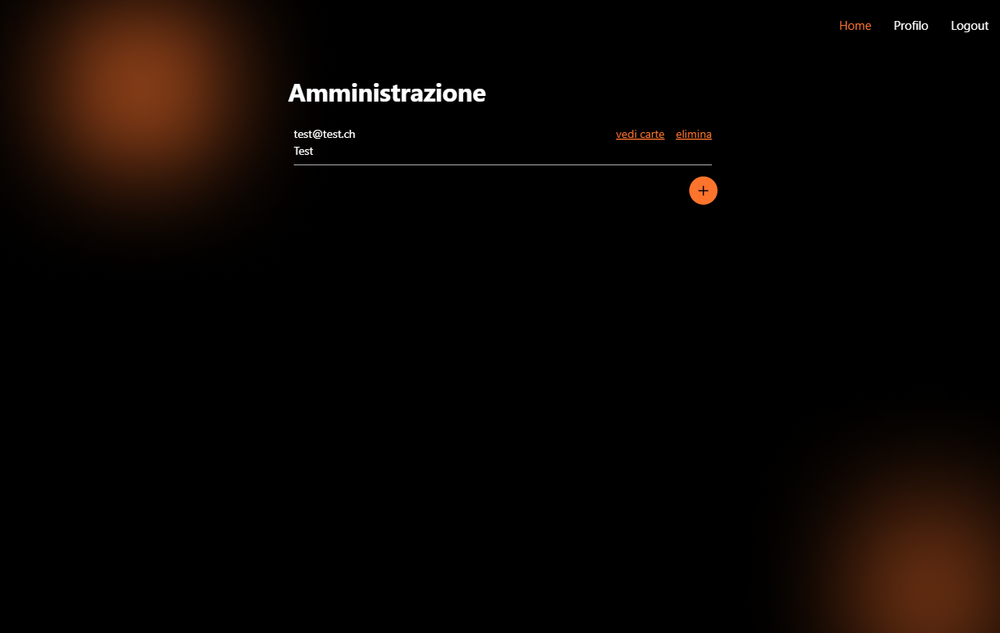 Home Profilo Logout
Amministrazione
test@test.ch vedi carte elimina
Test
+